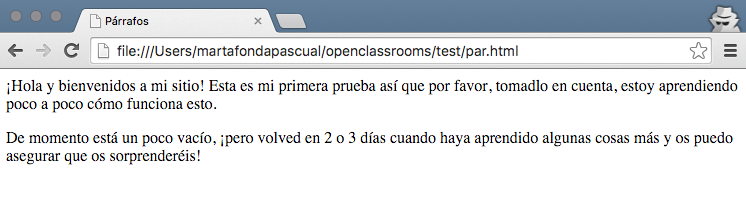 Párrafos
file:///Users/martafondapascual/openclassrooms/test/par.html
¡Hola y bienvenidos a mi sitio! Esta es mi primera prueba así que por favor, tomadlo en cuenta, estoy aprendiendo
poco a poco cómo funciona esto.
De momento está un poco vacío, ¡pero volved en 2 o 3 días cuando haya aprendido algunas cosas más y os puedo
asegurar que os sorprenderéis!